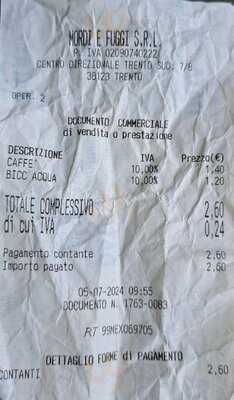 MORDI E FUGGI S.R.L.
P. IVA 02090740222
CENTRO DIREZIONALE TRENTO SUD, 7/8
38123 TRENTO
OPER. 2
DOCUMENTO COMMERCIALE
di vendita o prestazione
DESCRIZIONE IVA Prezzo(€)
CAFFE' 10,00% 1,40
BICC ACQUA 10,00% 1,20
TOTALE COMPLESSIVO 2,60
di cui IVA 0,24
Pagamento contante 2,60
Importo pagato 2,60
05-07-2024 09:55
DOCUMENTO N. 1763-0083
RT 99MEX069705
DETTAGLIO FORME di PAGAMENTO
CONTANTI 2,60